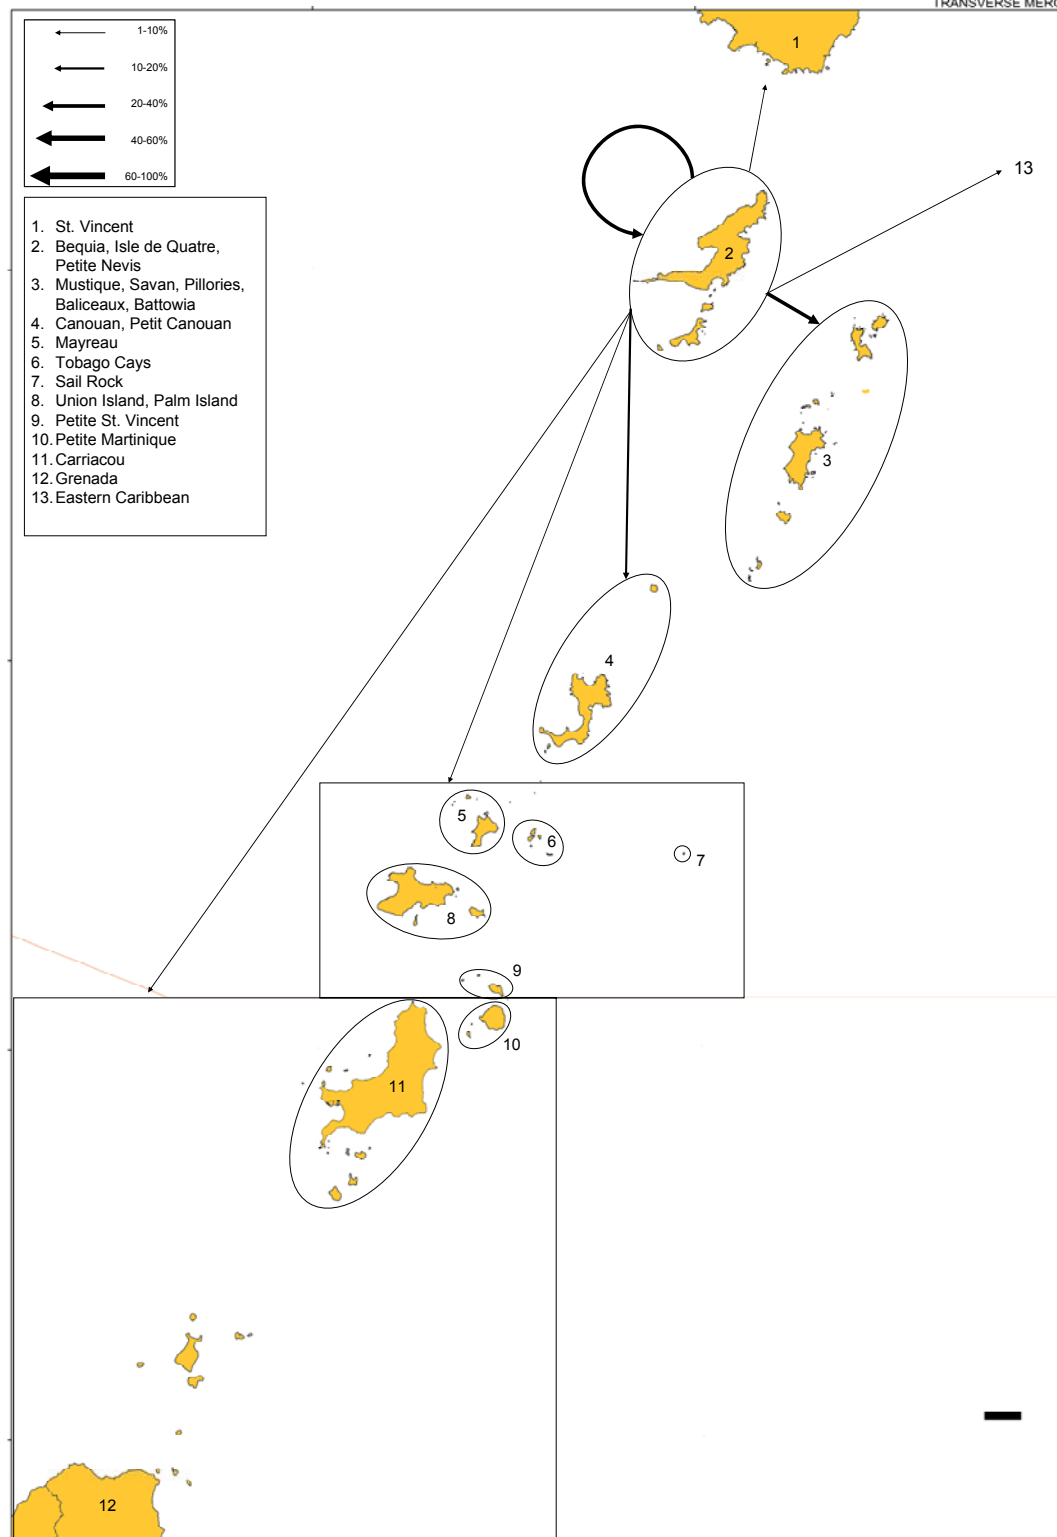 TRANSVERSE MERC
1-10%
10-20%
20-40%
40-60%
60-100%
1. St. Vincent
2. Bequia, Isle de Quatre,
Petite Nevis
3. Mustique, Savan, Pillories,
Baliceaux, Battowia
4. Canouan, Petit Canouan
5. Mayreau
6. Tobago Cays
7. Sail Rock
8. Union Island, Palm Island
9. Petite St. Vincent
10. Petite Martinique
11. Carriacou
12. Grenada
13. Eastern Caribbean
1
13
2
3
4
5
6
7
8
9
10
11
12